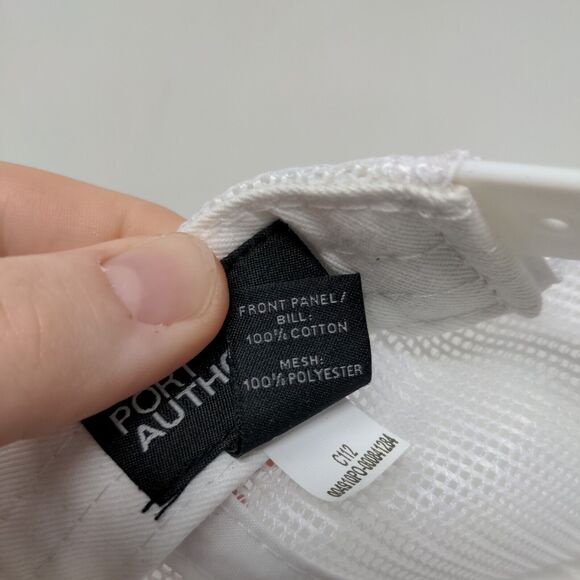 PORT
AUTHO
FRONT PANEL/
BILL:
100% COTTON
MESH:
100% POLYESTER
C112